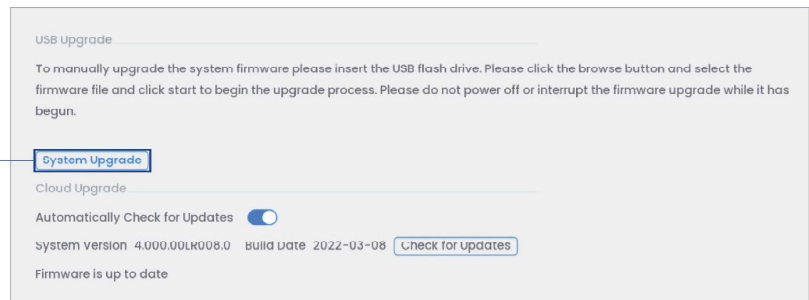 USB Upgrade
To manually upgrade the system firmware please insert the USB flash drive. Please click the browse button and select the
firmware file and click start to begin the upgrade process. Please do not power off or interrupt the firmware upgrade while it has
begun.
System Upgrade
Cloud Upgrade
Automatically Check for Updates
System Version 4.000.00LR008.0 Build Date 2022-03-08 Check for Updates
Firmware is up to date